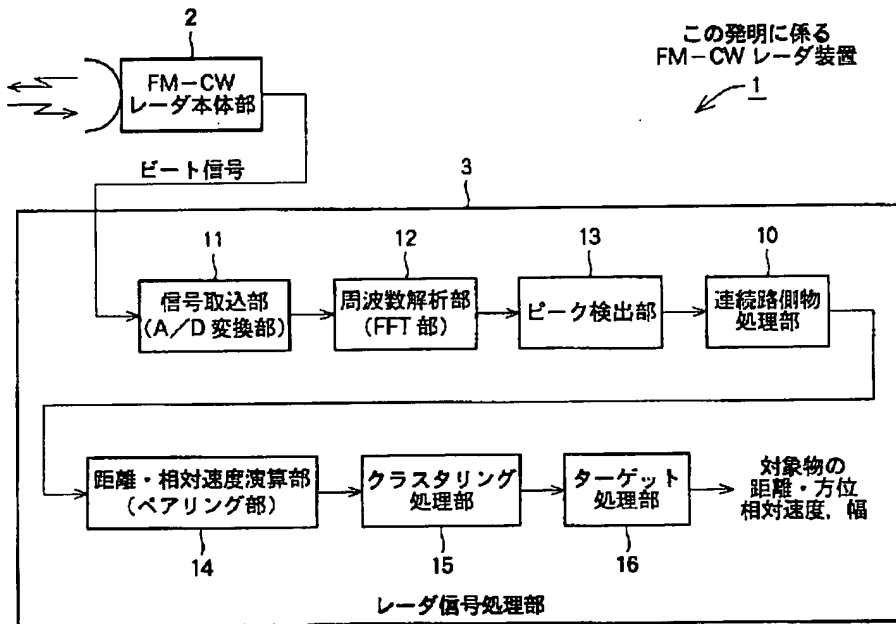 2
FM-CW
レーダ本体部
この発明に係る
FM-CWレーダ装置
1
ビート信号
3
11
信号取込部
(A/D変換部)
12
周波数解析部
(FFT部)
13
ピーク検出部
10
連続路側物
処理部
距離・相対速度演算部
(ペアリング部)
14
クラスタリング
処理部
15
ターゲット
処理部
16
対象物の
距離・方位
相対速度,幅
レーダ信号処理部